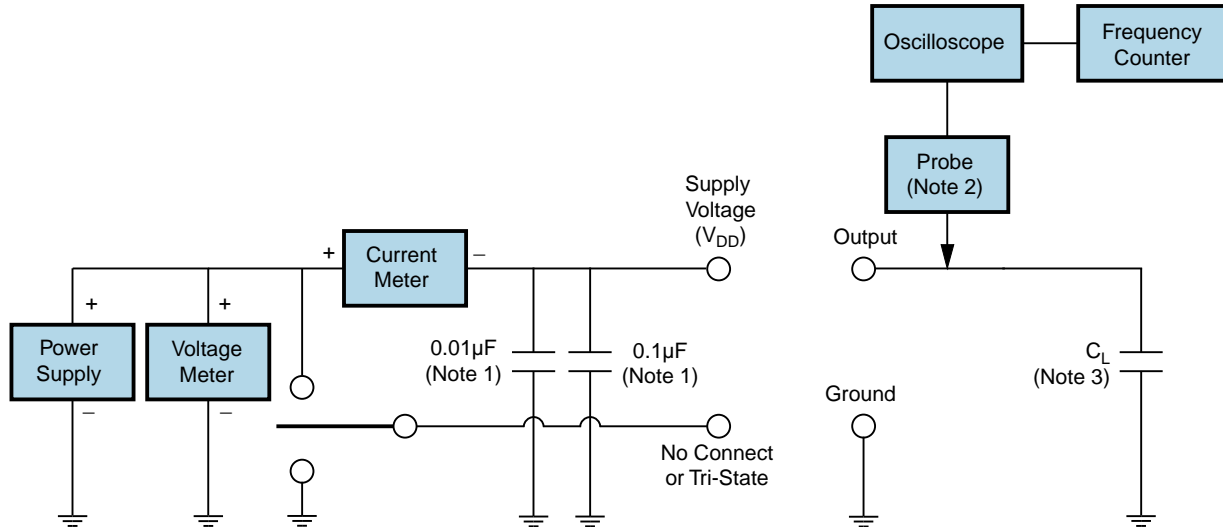 Oscilloscope
Frequency
Counter
Probe
(Note 2)
Supply
Voltage
(VDD)
Output
+
Current
Meter
–
+
Power
Supply
–
+
Voltage
Meter
–
0.01µF
(Note 1)
0.1µF
(Note 1)
CL
(Note 3)
Ground
No Connect
or Tri-State